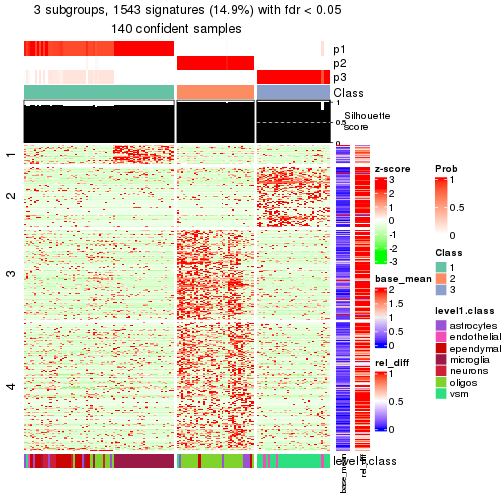 3 subgroups, 1543 signatures (14.9%) with fdr < 0.05
140 confident samples
p1
p2
p3
Class
1
0.5
0
Silhouette
score
1
2
3
4
level1.class
base_mean
z-score
3
2
1
0
-1
-2
-3
base_mean
2
1.5
1
0.5
0
rel_diff
1
0.5
0
Prob
1
0.5
0
Class
1
2
3
level1.class
astrocytes
endothelial
ependymal
microglia
neurons
oligos
vsm